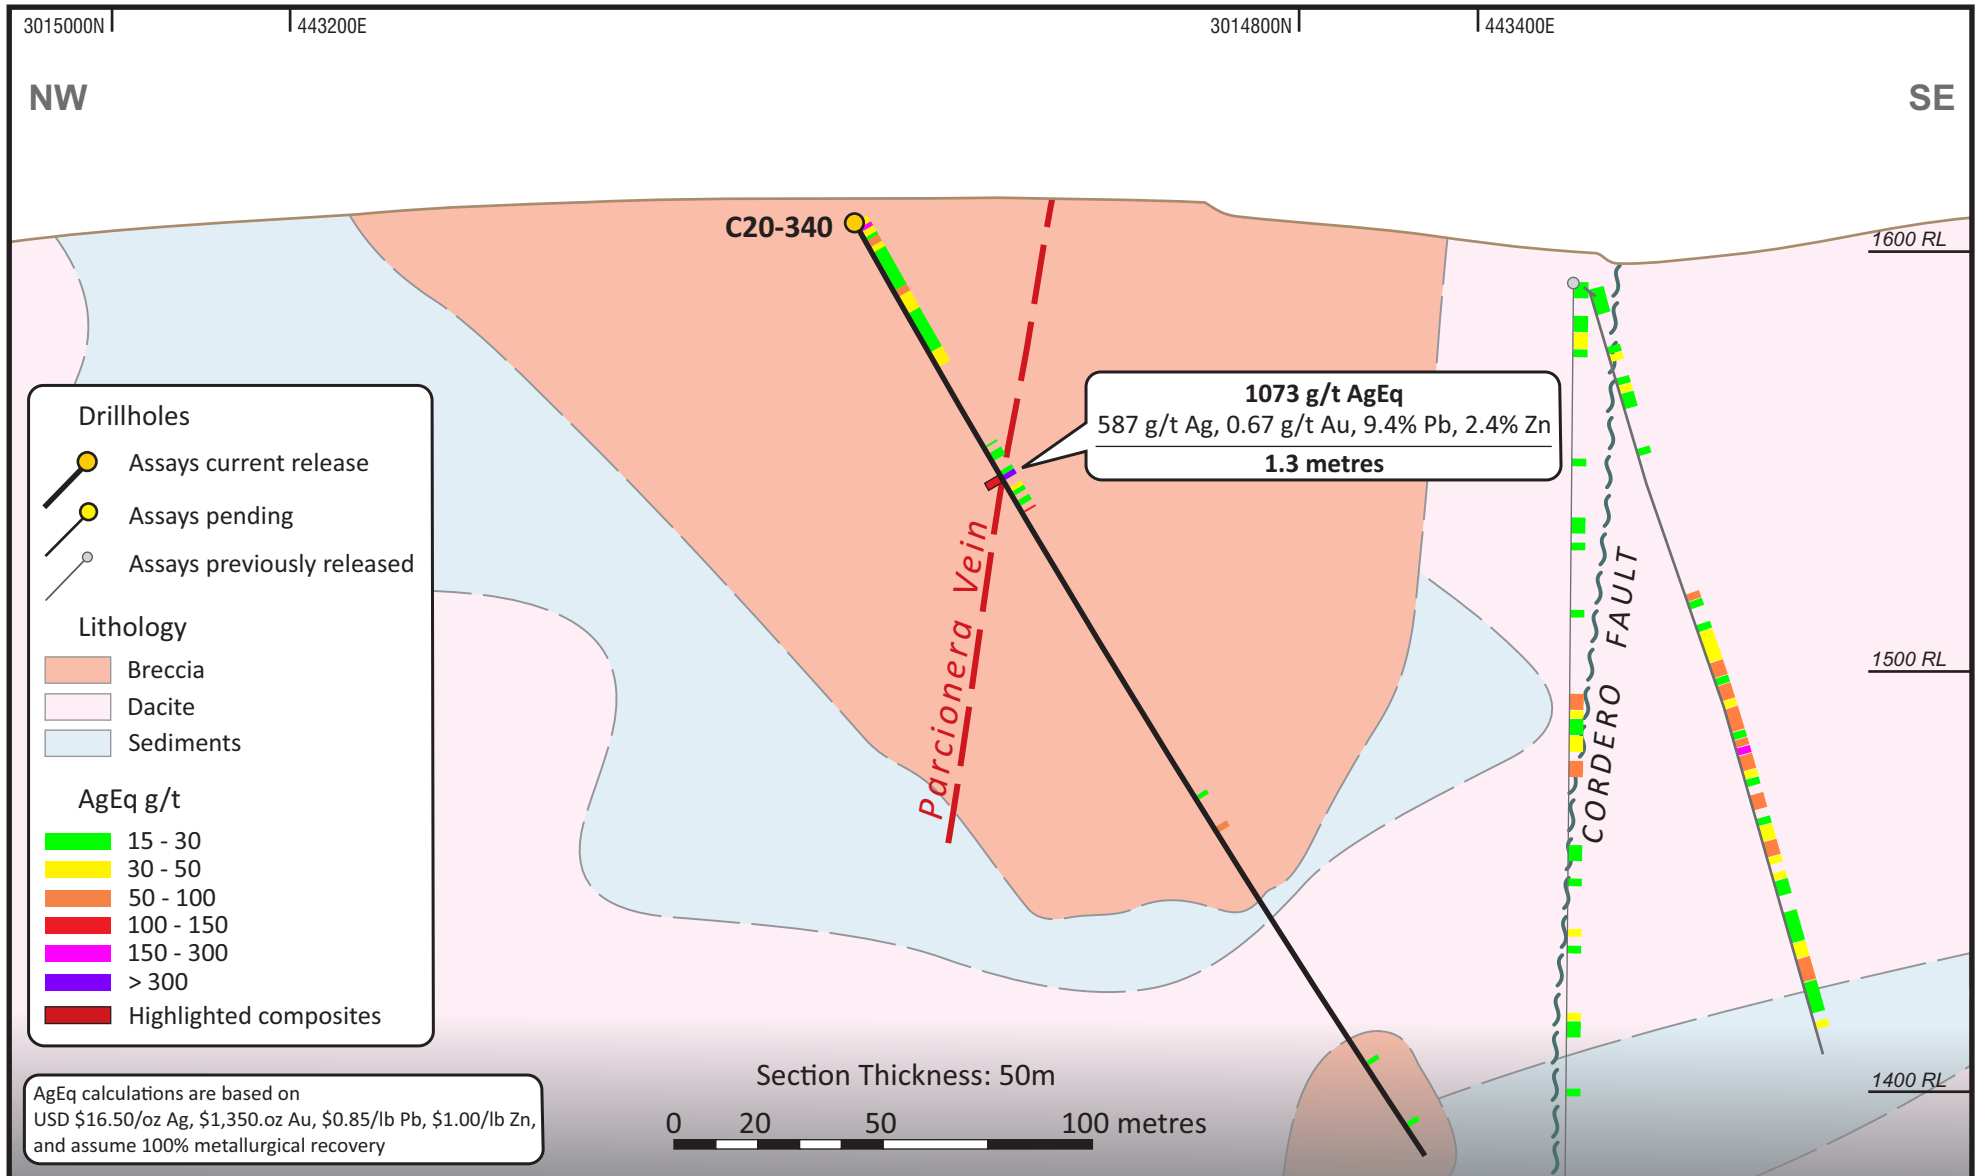 3015000N
443200E
3014800N
443400E
NW
SE
C20-340
1600 RL
1073 g/t AgEq
587 g/t Ag, 0.67 g/t Au, 9.4% Pb, 2.4% Zn
1.3 metres
Drillholes
Assays current release
Assays pending
Assays previously released
Lithology
Breccia
Dacite
Sediments
AgEq g/t
15 - 30
30 - 50
50 - 100
100 - 150
150 - 300
> 300
Highlighted composites
Parcionera Vein
CORDERO FAULT
1500 RL
1400 RL
AgEq calculations are based on
USD $16.50/oz Ag, $1,350.oz Au, $0.85/lb Pb, $1.00/lb Zn,
and assume 100% metallurgical recovery
Section Thickness: 50m
0 20 50 100 metres